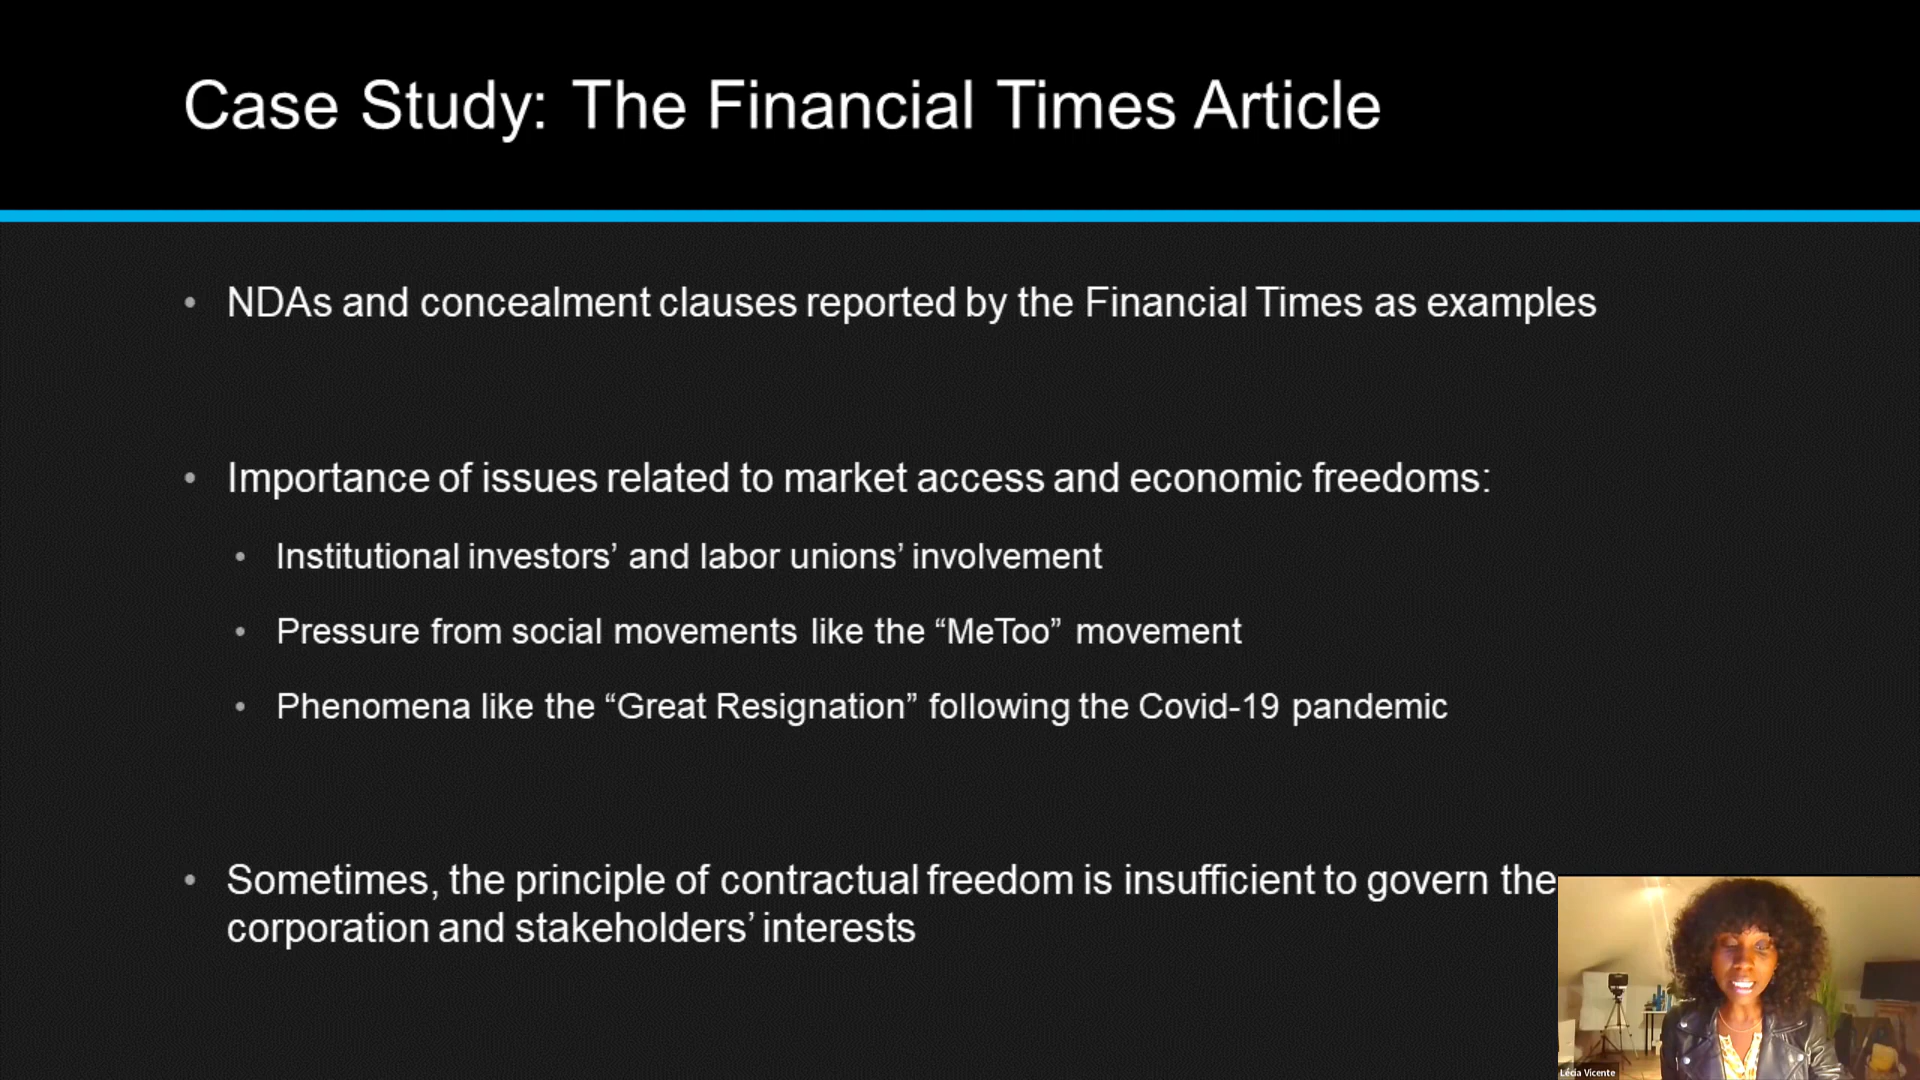 Case Study: The Financial Times Article
• NDAs and concealment clauses reported by the Financial Times as examples
• Importance of issues related to market access and economic freedoms:
• Institutional investors’ and labor unions’ involvement
• Pressure from social movements like the “MeToo” movement
• Phenomena like the “Great Resignation” following the Covid-19 pandemic
• Sometimes, the principle of contractual freedom is insufficient to govern the
corporation and stakeholders’ interests
Lécia Vicente